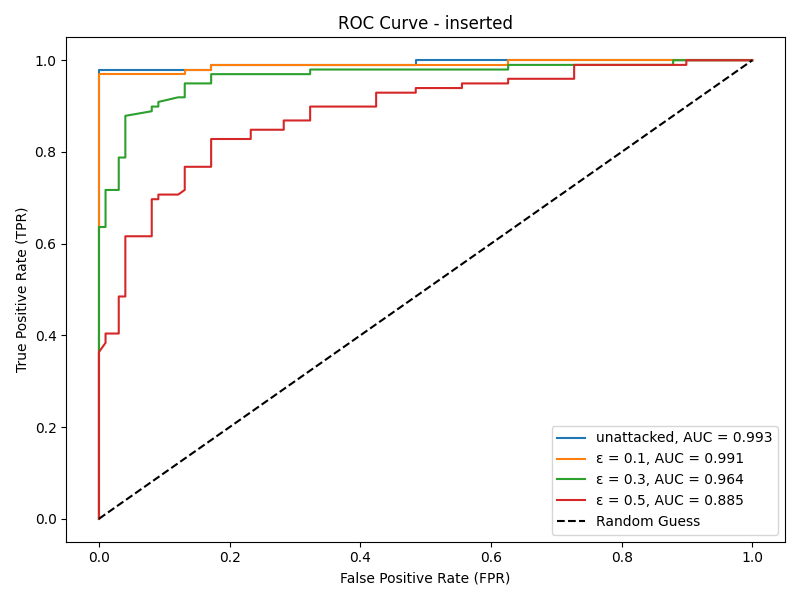 ROC Curve - inserted
True Positive Rate (TPR)
1.0
0.8
0.6
0.4
0.2
0.0
0.0 0.2 0.4 0.6 0.8 1.0
False Positive Rate (FPR)
unattacked, AUC = 0.993
ε = 0.1, AUC = 0.991
ε = 0.3, AUC = 0.964
ε = 0.5, AUC = 0.885
Random Guess